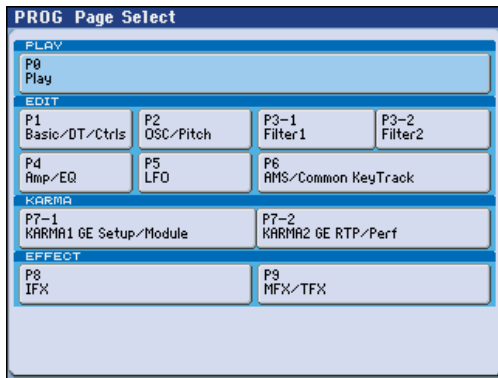 PROG Page Select
PLAY
P0
Play
EDIT
P1
Basic/DT/Ctrls
P2
OSC/Pitch
P3-1
Filter1
P3-2
Filter2
P4
Amp/EQ
P5
LFO
P6
AMS/Common KeyTrack
KARMA
P7-1
KARMA1 GE Setup/Module
P7-2
KARMA2 GE RTP/Perf
EFFECT
P8
IFX
P9
MFX/TFX